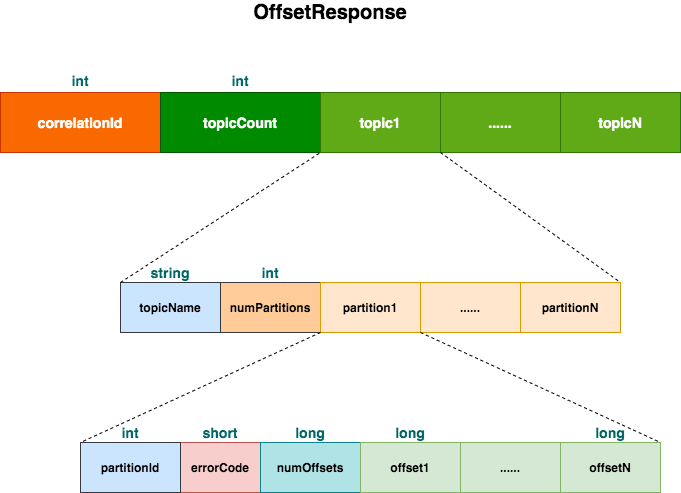 OffsetResponse
int int
correlationId topicCount topic1 ...... topicN
string int
topicName numPartitions partition1 ...... partitionN
int short long long long
partitionId errorCode numOffsets offset1 ...... offsetN